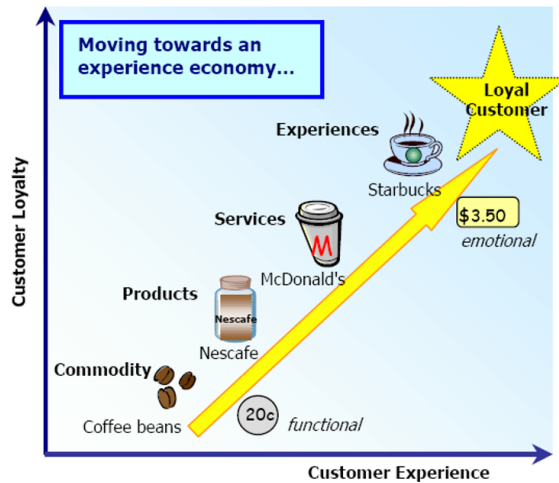 Moving towards an
experience economy...
Loyal
Customer
Experiences
Starbucks
$3.50
emotional
Services
M
McDonald's
Products
Nescafe
Nescafe
Commodity
Coffee beans
20c
functional
Customer Loyalty
Customer Experience